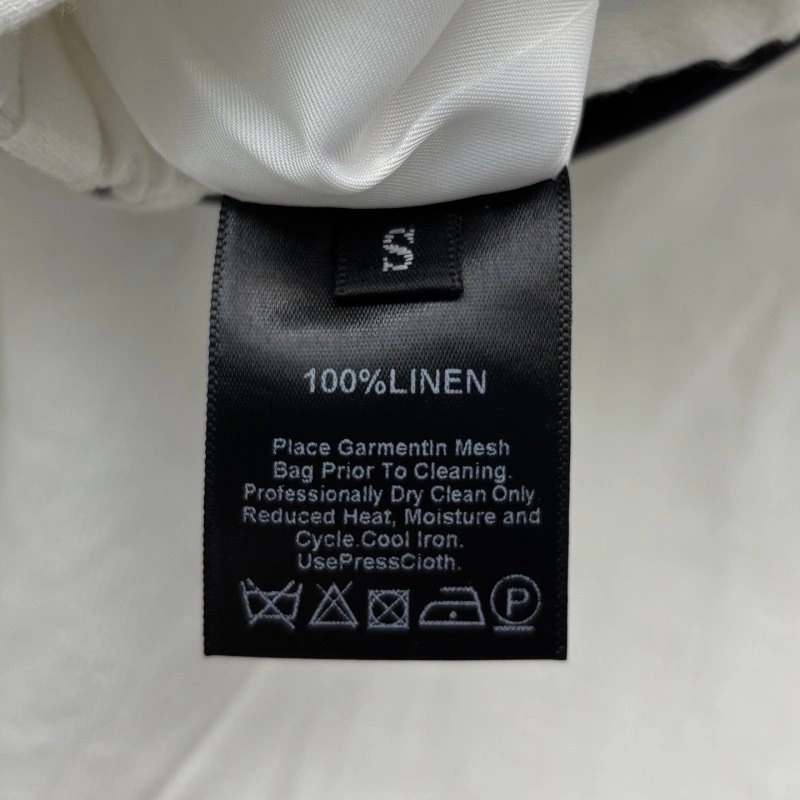 S
100%LINEN
Place GarmentIn Mesh
Bag Prior To Cleaning.
Professionally Dry Clean Only
Reduced Heat, Moisture and
Cycle.Cool Iron.
UsePressCloth.
P